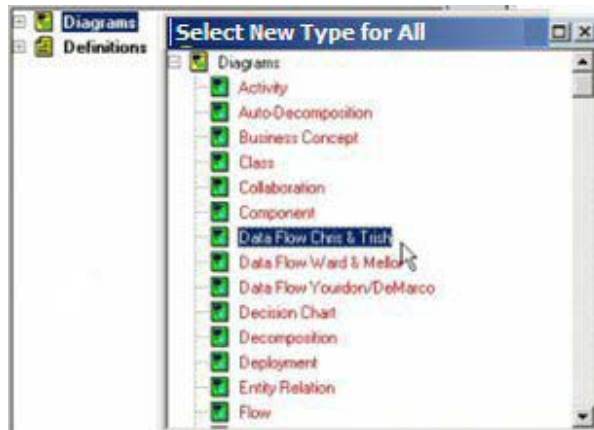 Diagrams
Definitions
Select New Type for All
Diagrams
Activity
Auto-Decomposition
Business Concept
Class
Collaboration
Component
Data Flow Chris & Trish
Data Flow Ward & Mellor
Data Flow Yourdon/DeMarco
Decision Chart
Decomposition
Deployment
Entity Relation
Flow